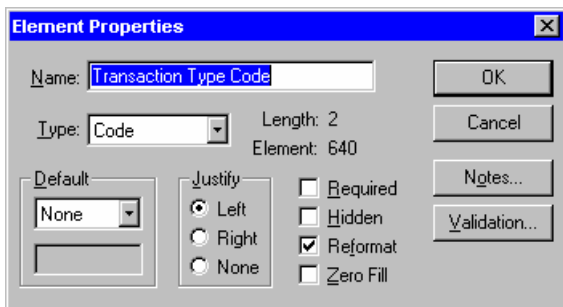 Element Properties
Name: Transaction Type Code
OK
Type: Code
Length: 2
Cancel
Element: 640
Default
None
Justify
Left
Right
None
Required
Hidden
Reformat
Zero Fill
Notes...
Validation...